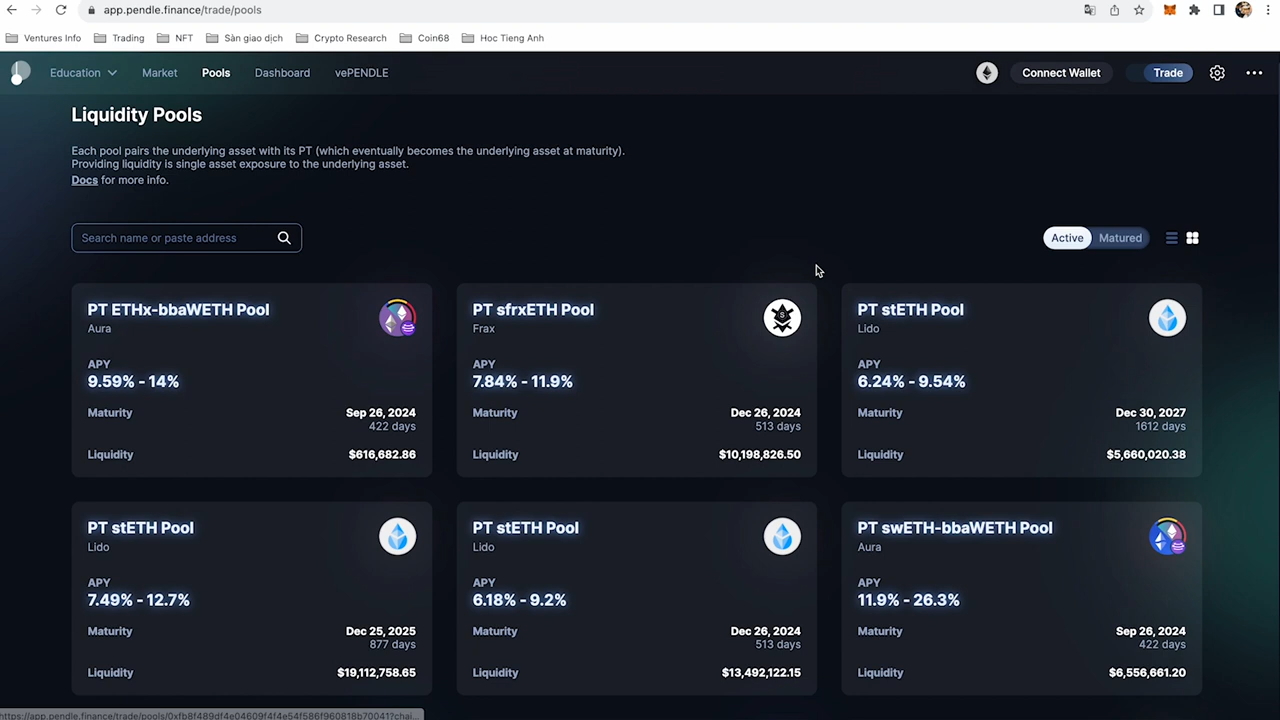 app.pendle.finance/trade/pools
Ventures Info Trading NFT Sàn giao dịch Crypto Research Coin68 Hoc Tieng Anh
Education Market Pools Dashboard vePENDLE Connect Wallet Trade
Liquidity Pools
Each pool pairs the underlying asset with its PT (which eventually becomes the underlying asset at maturity).
Providing liquidity is single asset exposure to the underlying asset.
Docs for more info.
Search name or paste address Active Matured
PT ETHx-bbaWETH Pool
Aura
APY
9.59% - 14%
Maturity Sep 26, 2024
422 days
Liquidity $616,682.86
PT sfrxETH Pool
Frax
APY
7.84% - 11.9%
Maturity Dec 26, 2024
513 days
Liquidity $10,198,826.50
PT stETH Pool
Lido
APY
6.24% - 9.54%
Maturity Dec 30, 2027
1612 days
Liquidity $5,660,020.38
PT stETH Pool
Lido
APY
7.49% - 12.7%
Maturity Dec 25, 2025
877 days
Liquidity $19,112,758.65
PT stETH Pool
Lido
APY
6.18% - 9.2%
Maturity Dec 26, 2024
513 days
Liquidity $13,492,122.15
PT swETH-bbaWETH Pool
Aura
APY
11.9% - 26.3%
Maturity Sep 26, 2024
422 days
Liquidity $6,556,661.20
https://app.pendle.finance/trade/pools/0xfb8f489df4e04609f4f4e54f586f960818b70041?chai...